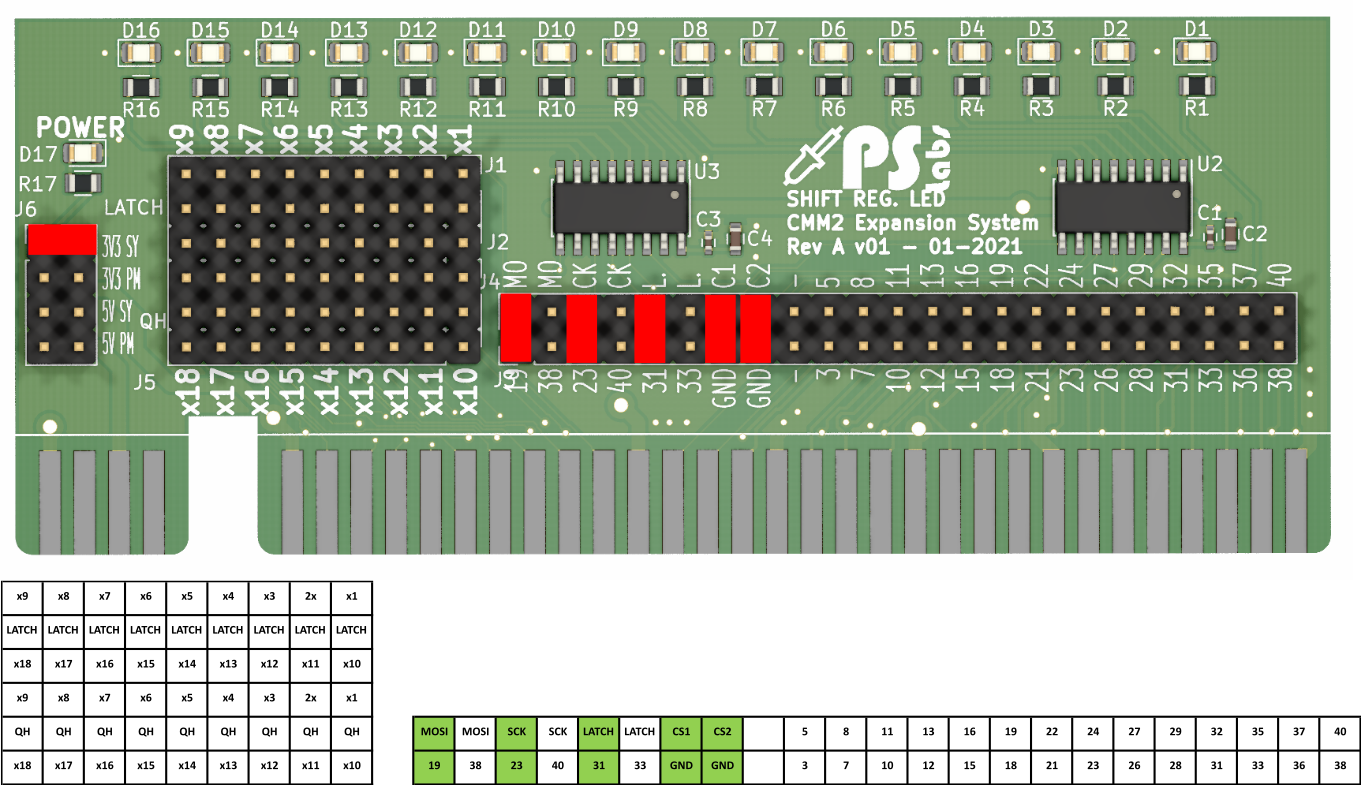 D16 D15 D14 D13 D12 D11 D10 D9 D8 D7 D6 D5 D4 D3 D2 D1
R16 R15 R14 R13 R12 R11 R10 R9 R8 R7 R6 R5 R4 R3 R2 R1
POWER
D17
R17
J6
3V3 SY
3V3 PM
5V SY
5V PM
x9 x8 x7 x6 x5 x4 x3 x2 x1
J1
LATCH
J2
J4
QH
J5
x18 x17 x16 x15 x14 x13 x12 x11 x10
U3
C3
C4
PS labs
SHIFT REG. LED
CMM2 Expansion System
Rev A v01 – 01-2021
U2
C1
C2
MO MO CK CK L. L. C1 C2 – 5 8 11 13 16 19 22 24 27 29 32 35 37 40
J3
19 38 23 40 31 33 GND GND – 3 7 10 12 15 18 21 23 26 28 31 33 36 38
x9 x8 x7 x6 x5 x4 x3 2x x1
LATCH LATCH LATCH LATCH LATCH LATCH LATCH LATCH LATCH
x18 x17 x16 x15 x14 x13 x12 x11 x10
x9 x8 x7 x6 x5 x4 x3 2x x1
QH QH QH QH QH QH QH QH QH
x18 x17 x16 x15 x14 x13 x12 x11 x10
MOSI MOSI SCK SCK LATCH LATCH CS1 CS2 5 8 11 13 16 19 22 24 27 29 32 35 37 40
19 38 23 40 31 33 GND GND 3 7 10 12 15 18 21 23 26 28 31 33 36 38